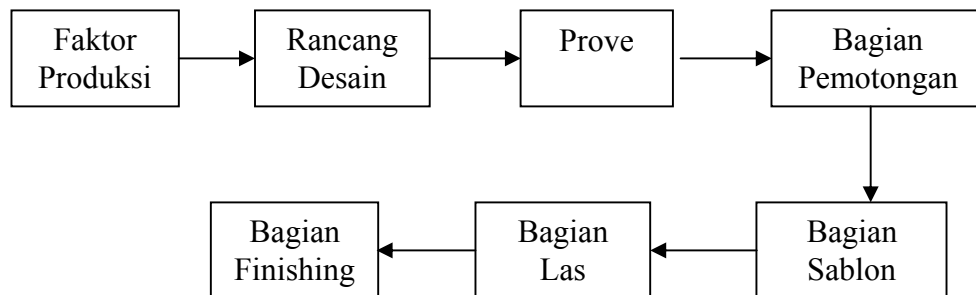 Faktor
Produksi
Rancang
Desain
Prove
Bagian
Pemotongan
Bagian
Sablon
Bagian
Las
Bagian
Finishing